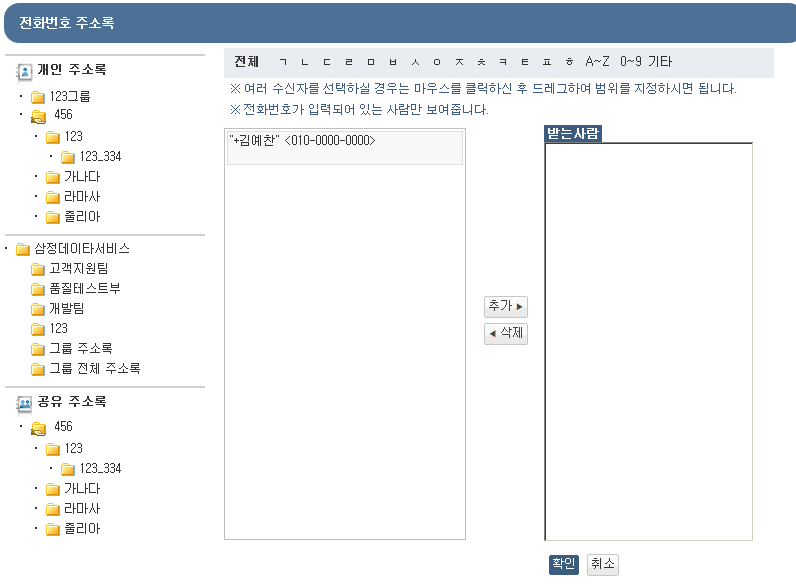 전화번호 주소록
개인 주소록
123그룹
456
123
123_334
가나다
라마사
졸리아
삼정데이타서비스
고객지원팀
품질테스트부
개발팀
123
그룹 주소록
그룹 전체 주소록
공유 주소록
456
123
123_334
가나다
라마사
졸리아
전체 ㄱ ㄴ ㄷ ㄹ ㅁ ㅂ ㅅ ㅇ ㅈ ㅊ ㅋ ㅌ ㅍ ㅎ A~Z 0~9 기타
※ 여러 수신자를 선택하실 경우는 마우스를 클릭하신 후 드레그하여 범위를 지정하시면 됩니다.
※ 전화번호가 입력되어 있는 사람만 보여줍니다.
"+김예찬" <010-0000-0000>
추가 ▶
◀ 삭제
받는사람
확인 취소